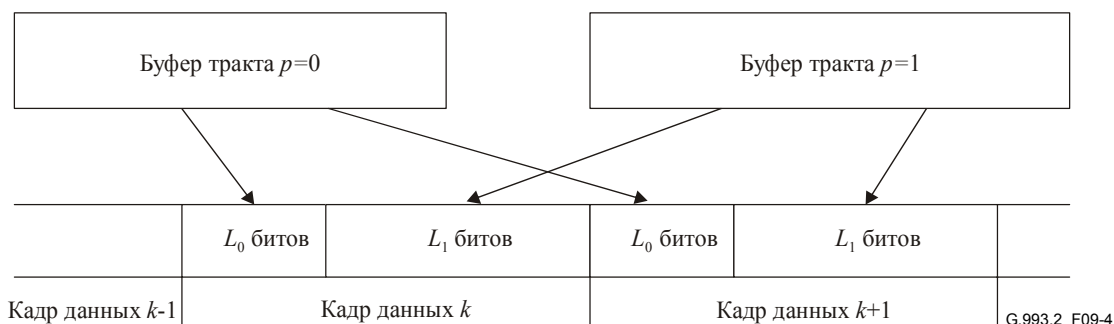 Буфер тракта p=0
Буфер тракта p=1
L₀ битов
L₁ битов
L₀ битов
L₁ битов
Кадр данных k-1
Кадр данных k
Кадр данных k+1
G.993.2_F09-4